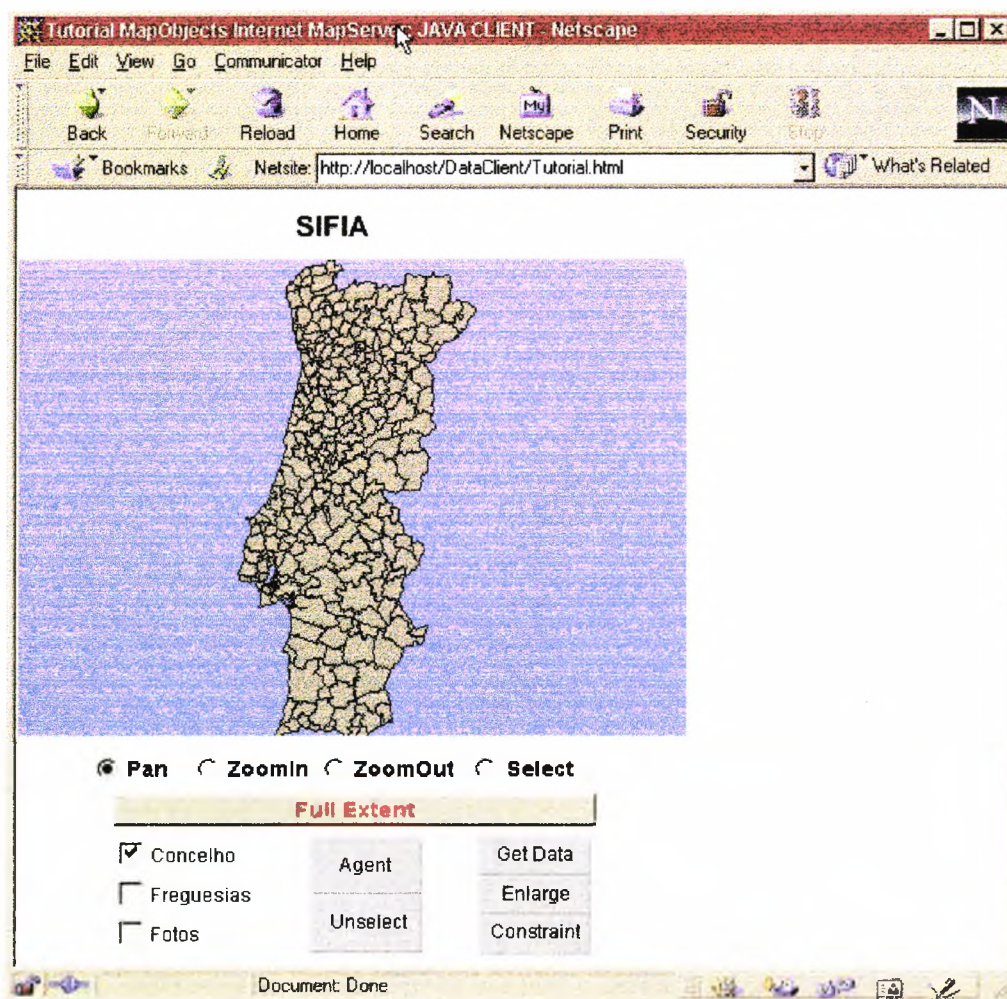 Tutorial MapObjects Internet MapServer: JAVA CLIENT - Netscape
File Edit View Go Communicator Help
Back Forward Reload Home Search Netscape Print Security Stop
My
N
Bookmarks Netsite: http://localhost/DataClient/Tutorial.html What's Related
SIFIA
Pan ZoomIn ZoomOut Select
Full Extent
Concelho Agent Get Data
Freguesias Enlarge
Fotos Unselect Constraint
Document: Done